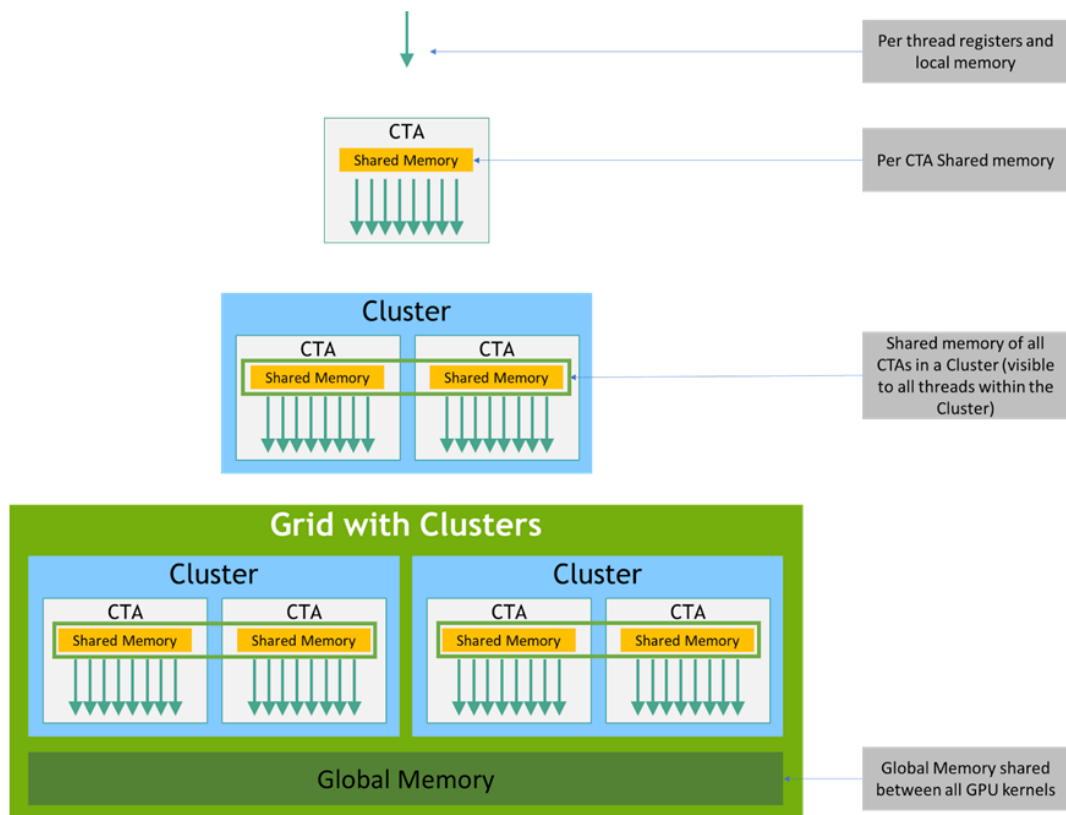 Per thread registers and
local memory
CTA
Shared Memory
Per CTA Shared memory
Cluster
CTA
CTA
Shared Memory
Shared Memory
Shared memory of all
CTAs in a Cluster (visible
to all threads within the
Cluster)
Grid with Clusters
Cluster
Cluster
CTA
CTA
CTA
CTA
Shared Memory
Shared Memory
Shared Memory
Shared Memory
Global Memory
Global Memory shared
between all GPU kernels